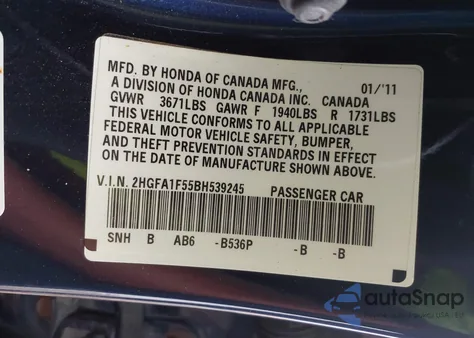 MFD. BY HONDA OF CANADA MFG., 01/'11
A DIVISION OF HONDA CANADA INC. CANADA
GVWR 3671LBS GAWR F 1940LBS R 1731LBS
THIS VEHICLE CONFORMS TO ALL APPLICABLE
FEDERAL MOTOR VEHICLE SAFETY, BUMPER,
AND THEFT PREVENTION STANDARDS IN EFFECT
ON THE DATE OF MANUFACTURE SHOWN ABOVE.
V.I.N. 2HGFA1F55BH539245 PASSENGER CAR
SNH B AB6 -B536P -B -B
autaSnap